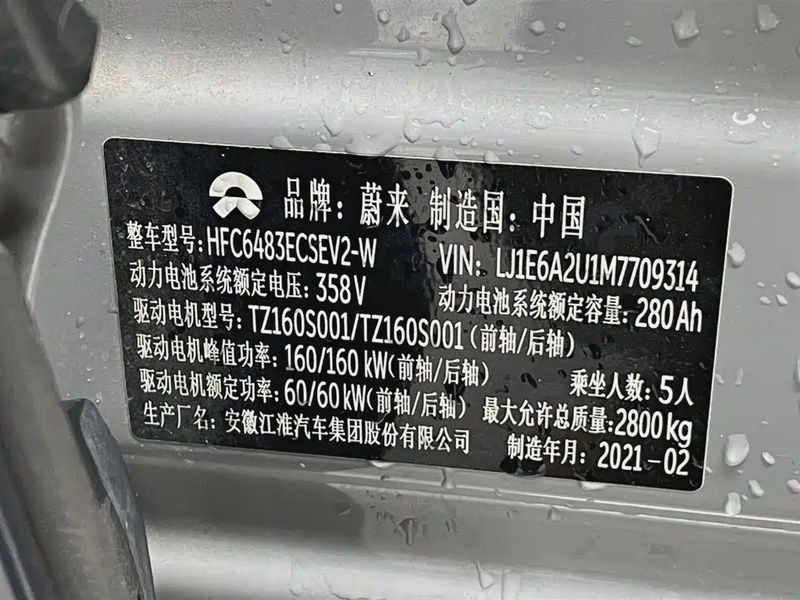 品牌：蔚来 制造国：中国
整车型号：HFC6483ECSEV2-W VIN：LJ1E6A2U1M7709314
动力电池系统额定电压：358V 动力电池系统额定容量：280Ah
驱动电机型号：TZ160S001/TZ160S001（前轴/后轴）
驱动电机峰值功率：160/160kW（前轴/后轴） 乘坐人数：5人
驱动电机额定功率：60/60kW（前轴/后轴） 最大允许总质量：2800kg
生产厂名：安徽江淮汽车集团股份有限公司 制造年月：2021-02